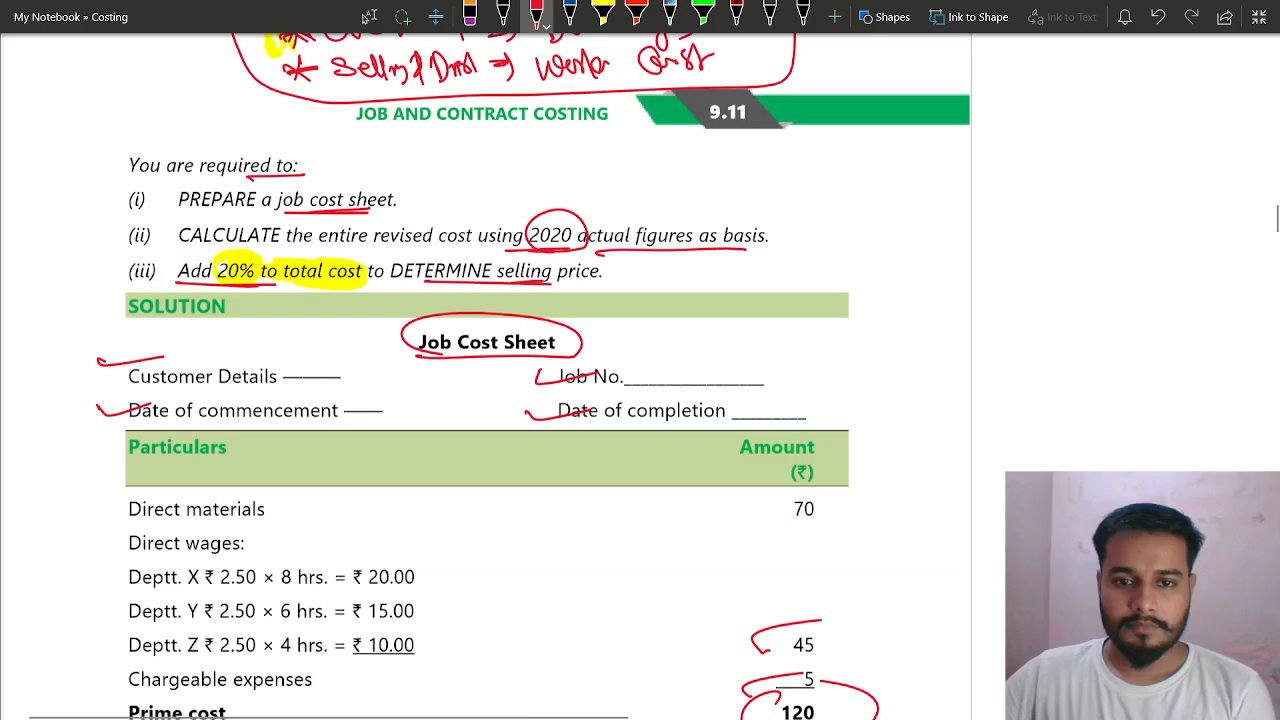 My Notebook > Costing
Shapes
Ink to Shape
Ink to Text
* Selling & Dist → Works Cost
JOB AND CONTRACT COSTING 9.11
You are required to:
(i) PREPARE a job cost sheet.
(ii) CALCULATE the entire revised cost using 2020 actual figures as basis.
(iii) Add 20% to total cost to DETERMINE selling price.
SOLUTION
Job Cost Sheet
Customer Details ——— Job No.________________
Date of commencement —— Date of completion ________
Particulars Amount
(₹)
Direct materials 70
Direct wages:
Deptt. X ₹ 2.50 × 8 hrs. = ₹ 20.00
Deptt. Y ₹ 2.50 × 6 hrs. = ₹ 15.00
Deptt. Z ₹ 2.50 × 4 hrs. = ₹ 10.00 45
Chargeable expenses 5
Prime cost 120